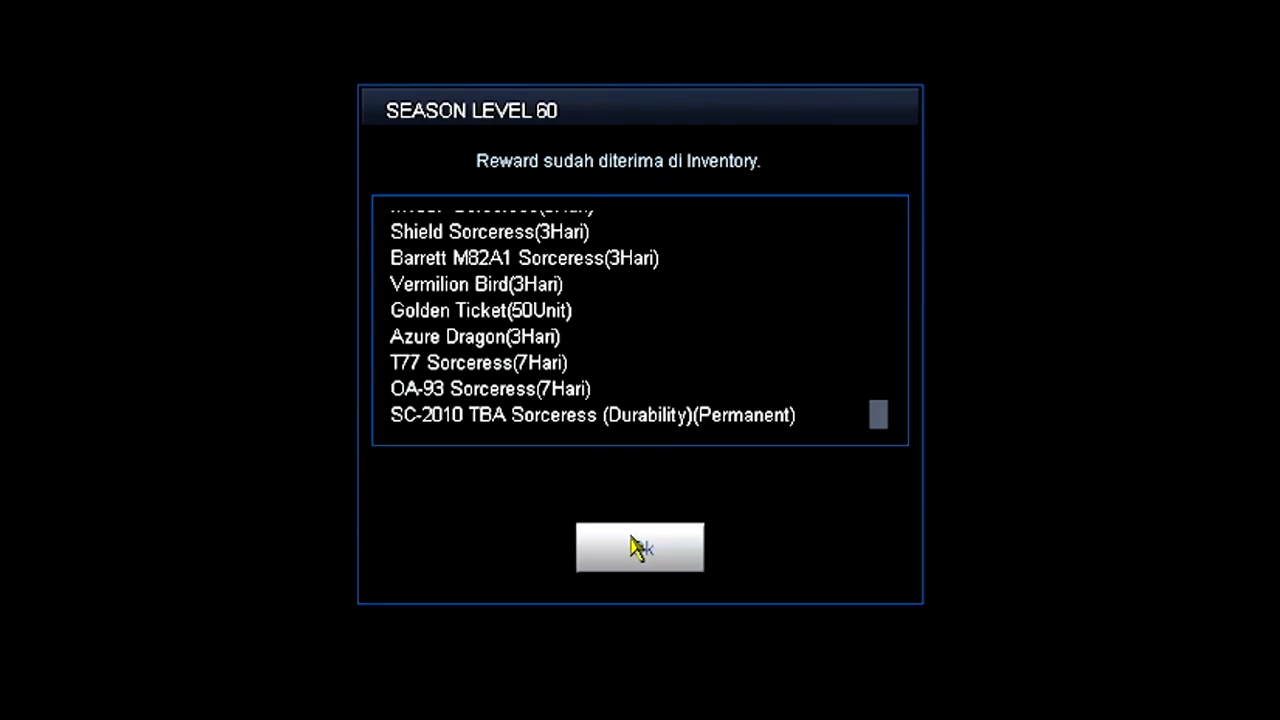 SEASON LEVEL 60
Reward sudah diterima di Inventory.
Shield Sorceress(3Hari)
Barrett M82A1 Sorceress(3Hari)
Vermilion Bird(3Hari)
Golden Ticket(50Unit)
Azure Dragon(3Hari)
T77 Sorceress(7Hari)
OA-93 Sorceress(7Hari)
SC-2010 TBA Sorceress (Durability)(Permanent)